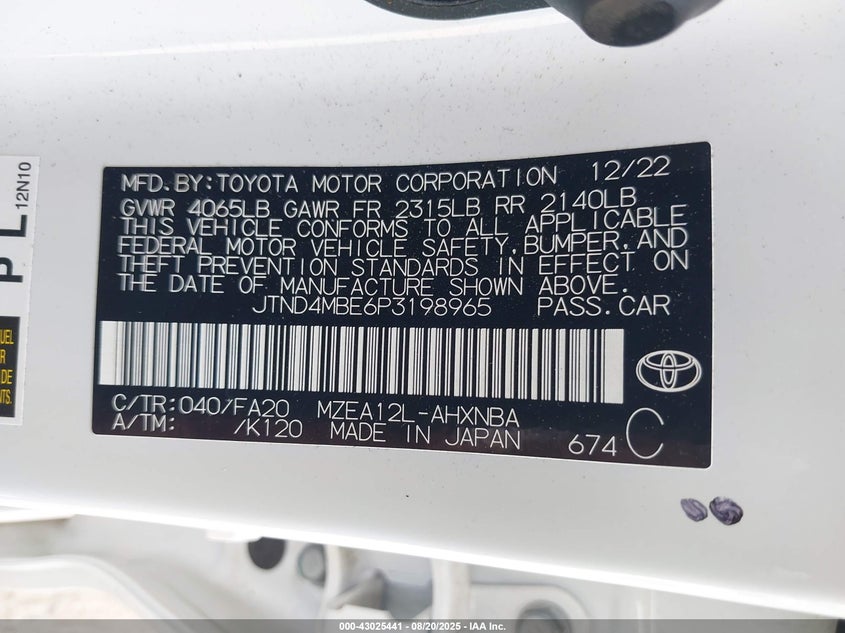 MFD.BY:TOYOTA MOTOR CORPORATION 12/22
GVWR 4065LB GAWR FR 2315LB RR 2140LB
THIS VEHICLE CONFORMS TO ALL APPLICABLE
FEDERAL MOTOR VEHICLE SAFETY,BUMPER,AND
THEFT PREVENTION STANDARDS IN EFFECT ON
THE DATE OF MANUFACTURE SHOWN ABOVE.
JTND4MBE6P3198965 PASS.CAR
C/TR:040/FA20 MZEA12L-AHXNBA
A/TM: /K120 MADE IN JAPAN 674 C
P L
12N10
UEL
R
DE
NTS.
000-43025441 - 08/20/2025 - IAA Inc.